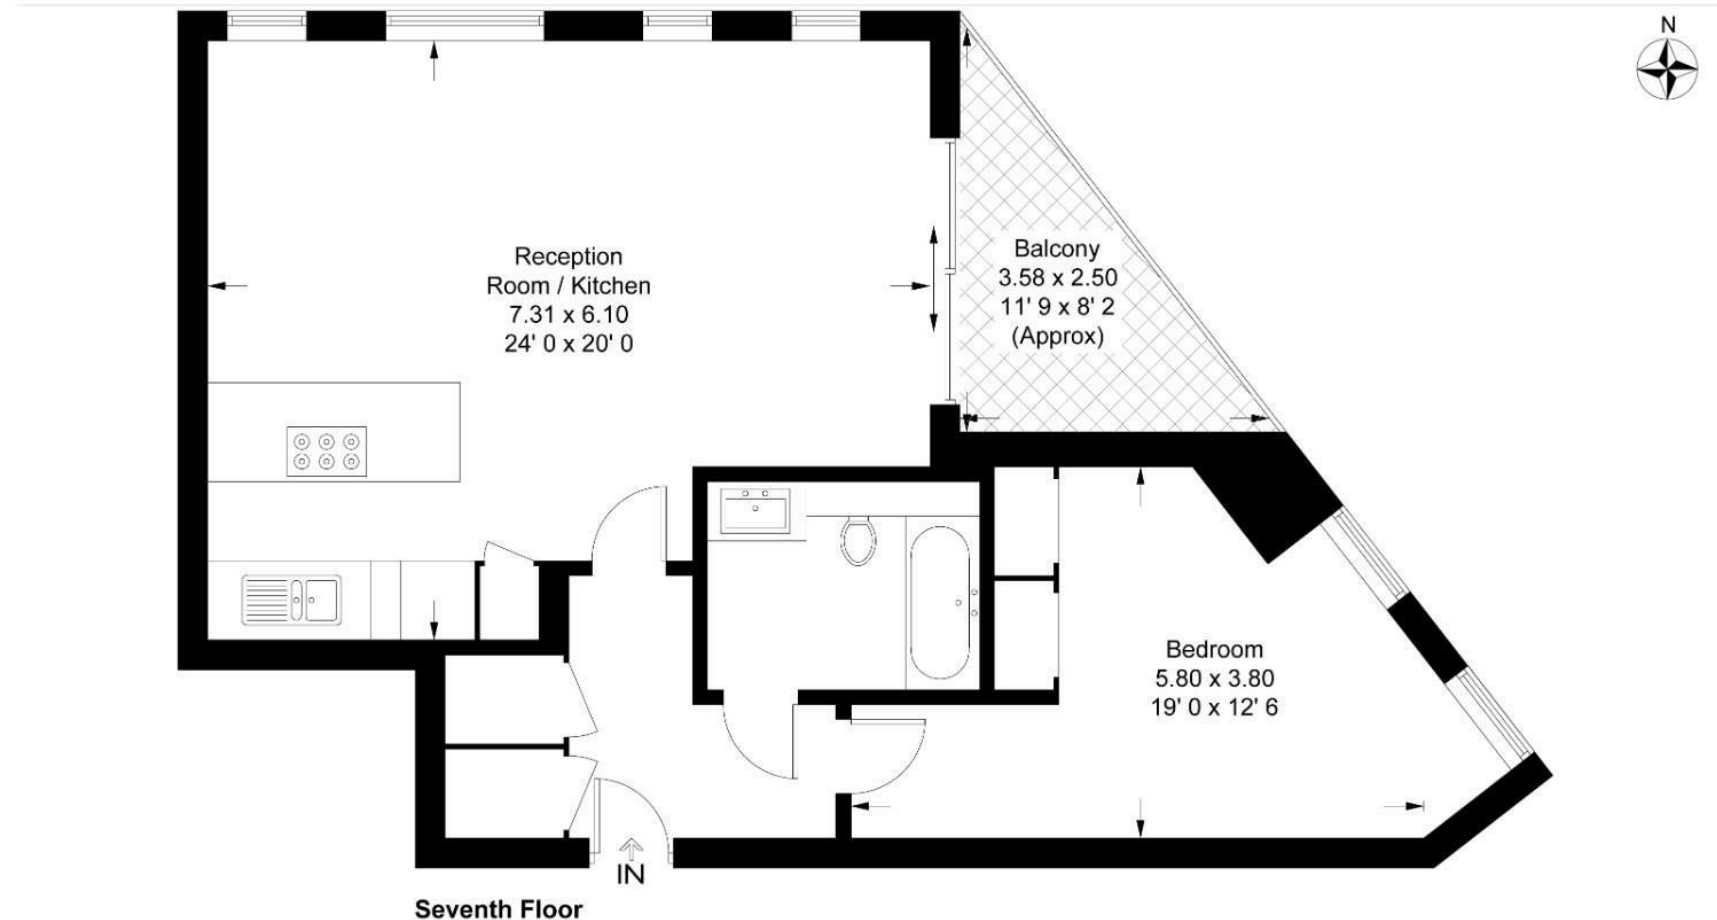 N
Reception
Room / Kitchen
7.31 x 6.10
24' 0 x 20' 0
Balcony
3.58 x 2.50
11' 9 x 8' 2
(Approx)
Bedroom
5.80 x 3.80
19' 0 x 12' 6
IN
Seventh Floor